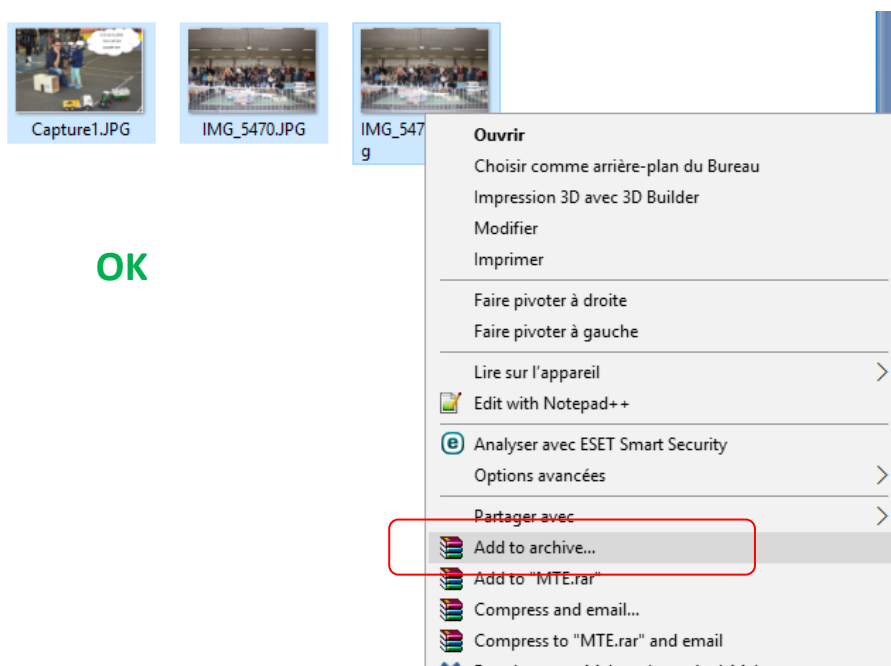 Capture1.JPG
IMG_5470.JPG
IMG_547
g
OK
Ouvrir
Choisir comme arrière-plan du Bureau
Impression 3D avec 3D Builder
Modifier
Imprimer
Faire pivoter à droite
Faire pivoter à gauche
Lire sur l'appareil
Edit with Notepad++
Analyser avec ESET Smart Security
Options avancées
Partager avec
Add to archive...
Add to "MTE.rar"
Compress and email...
Compress to "MTE.rar" and email